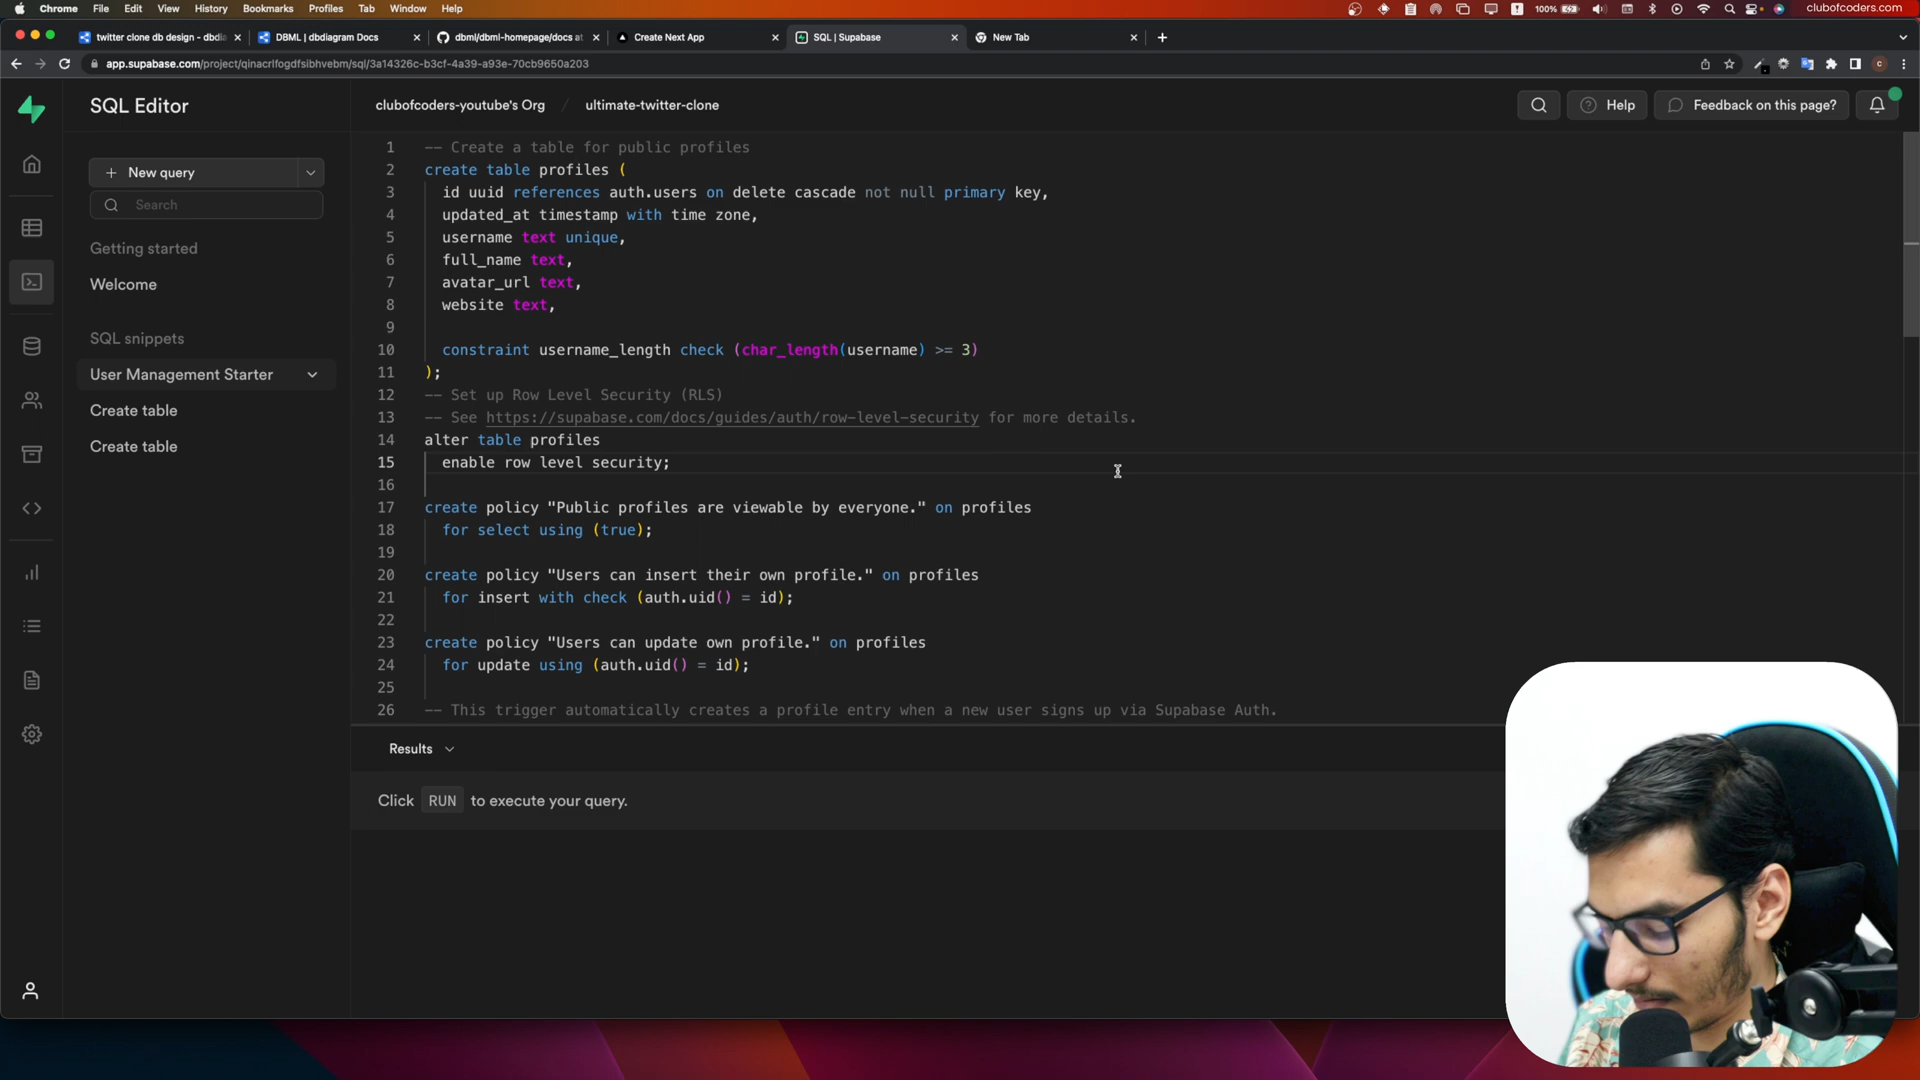 Chrome File Edit View History Bookmarks Profiles Tab Window Help 100% clubofcoders.com
twitter clone db design - dbdia DBML | dbdiagram Docs dbml/dbml-homepage/docs at Create Next App SQL | Supabase New Tab
app.supabase.com/project/qinacrlfogdfsibhvebm/sql/3a14326c-b3cf-4a39-a93e-70cb9650a203
SQL Editor
clubofcoders-youtube's Org / ultimate-twitter-clone
Help
Feedback on this page?
New query
Search
Getting started
Welcome
SQL snippets
User Management Starter
Create table
Create table
1 -- Create a table for public profiles
2 create table profiles (
3 id uuid references auth.users on delete cascade not null primary key,
4 updated_at timestamp with time zone,
5 username text unique,
6 full_name text,
7 avatar_url text,
8 website text,
9
10 constraint username_length check (char_length(username) >= 3)
11 );
12 -- Set up Row Level Security (RLS)
13 -- See https://supabase.com/docs/guides/auth/row-level-security for more details.
14 alter table profiles
15 enable row level security;
16
17 create policy "Public profiles are viewable by everyone." on profiles
18 for select using (true);
19
20 create policy "Users can insert their own profile." on profiles
21 for insert with check (auth.uid() = id);
22
23 create policy "Users can update own profile." on profiles
24 for update using (auth.uid() = id);
25
26 -- This trigger automatically creates a profile entry when a new user signs up via Supabase Auth.
Results
Click RUN to execute your query.